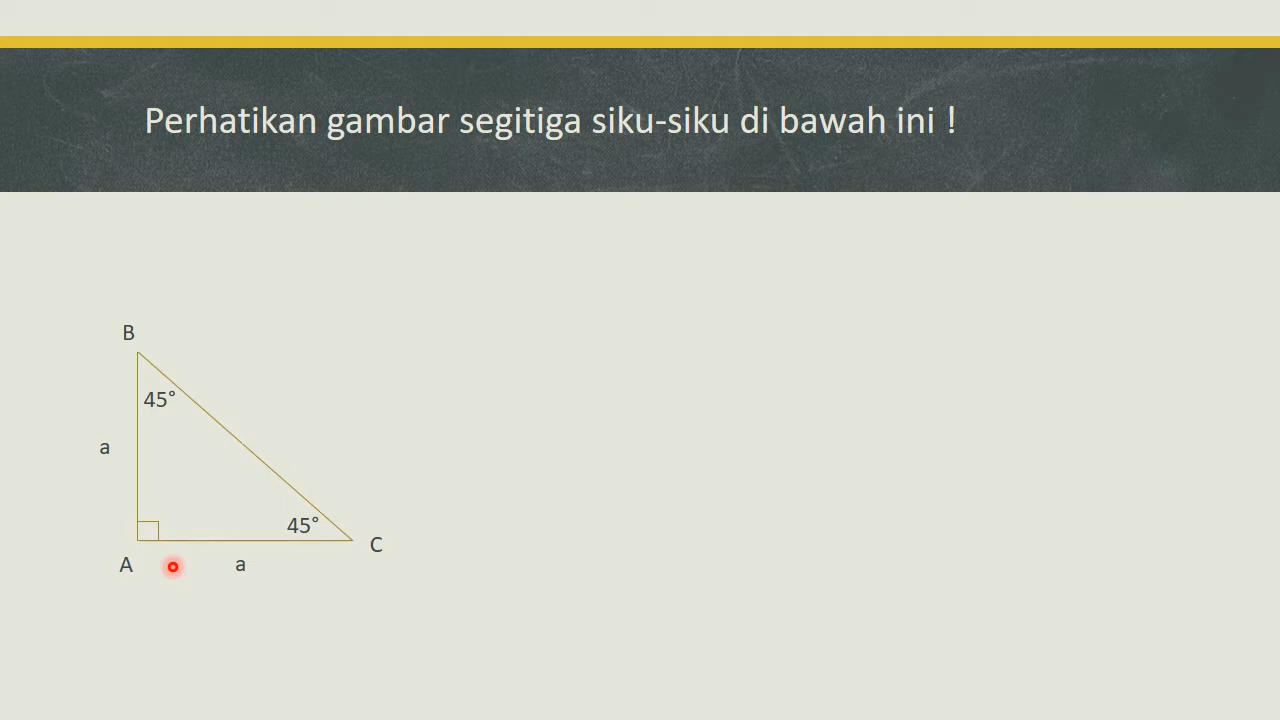 Perhatikan gambar segitiga siku-siku di bawah ini !
B
45°
a
45°
C
A
a